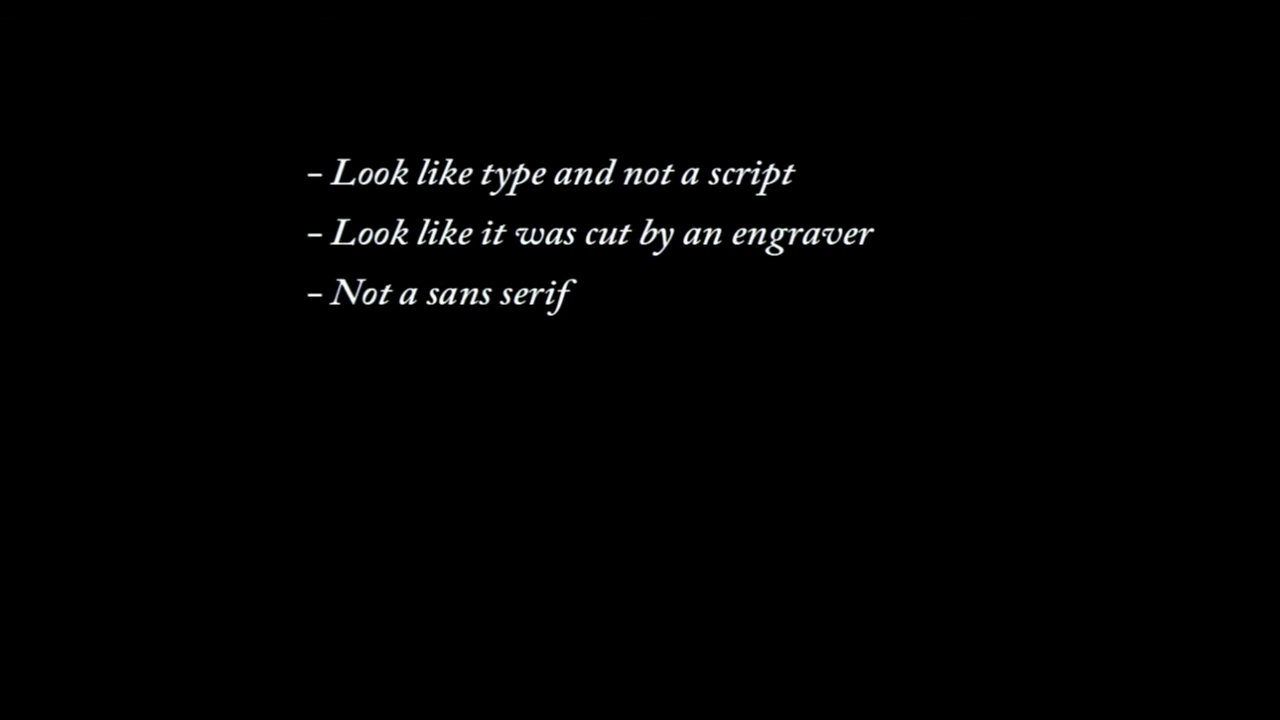 – Look like type and not a script
– Look like it was cut by an engraver
– Not a sans serif